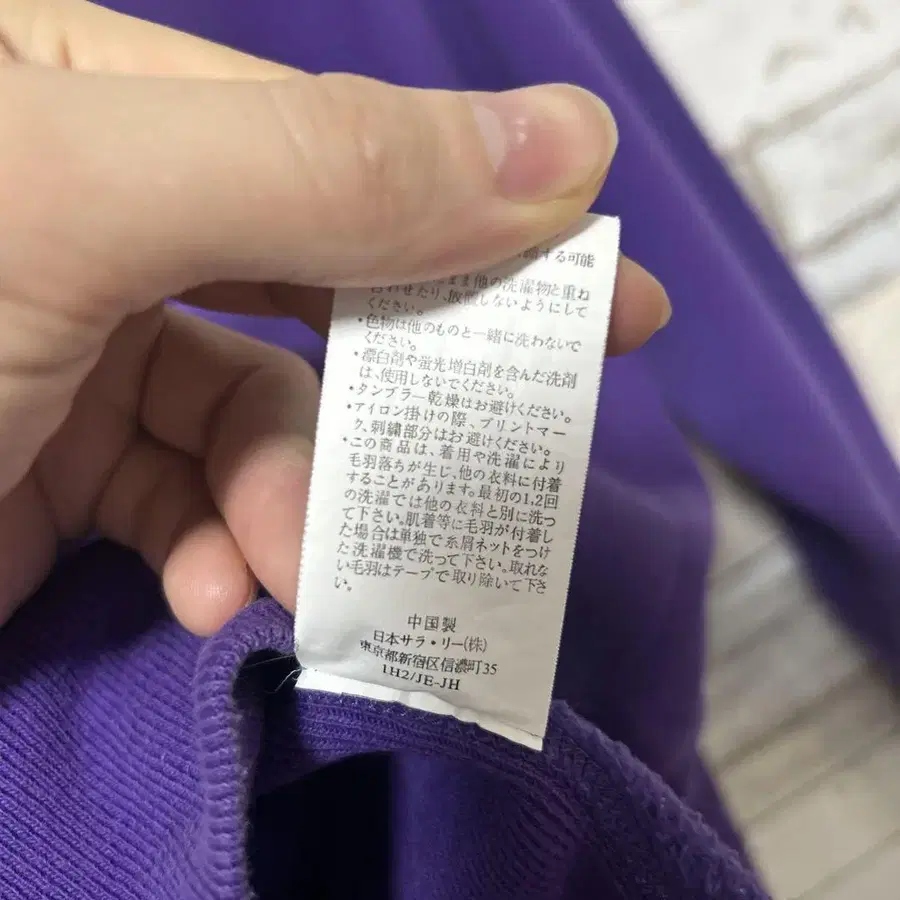 する可能
まま他の洗濯物と重ね
合わせたり、放置しないようにして
ください。
・色物は他のものと一緒に洗わないで
ください。
・漂白剤や蛍光増白剤を含んだ洗剤
は、使用しないでください。
・タンブラー乾燥はお避けください。
・アイロン掛けの際、プリントマー
ク、刺繍部分はお避けください。
・この商品は、着用や洗濯により
毛羽落ちが生じ、他の衣料に付着
することがあります。最初の1,2回
の洗濯では他の衣料と別に洗っ
て下さい。肌着等に毛羽が付着し
た場合は単独で糸屑ネットをつけ
た洗濯機で洗って下さい。取れな
い毛羽はテープで取り除いて下さ
い。
中国製
日本サラ・リー(株)
東京都新宿区信濃町35
1H2/JE-JH